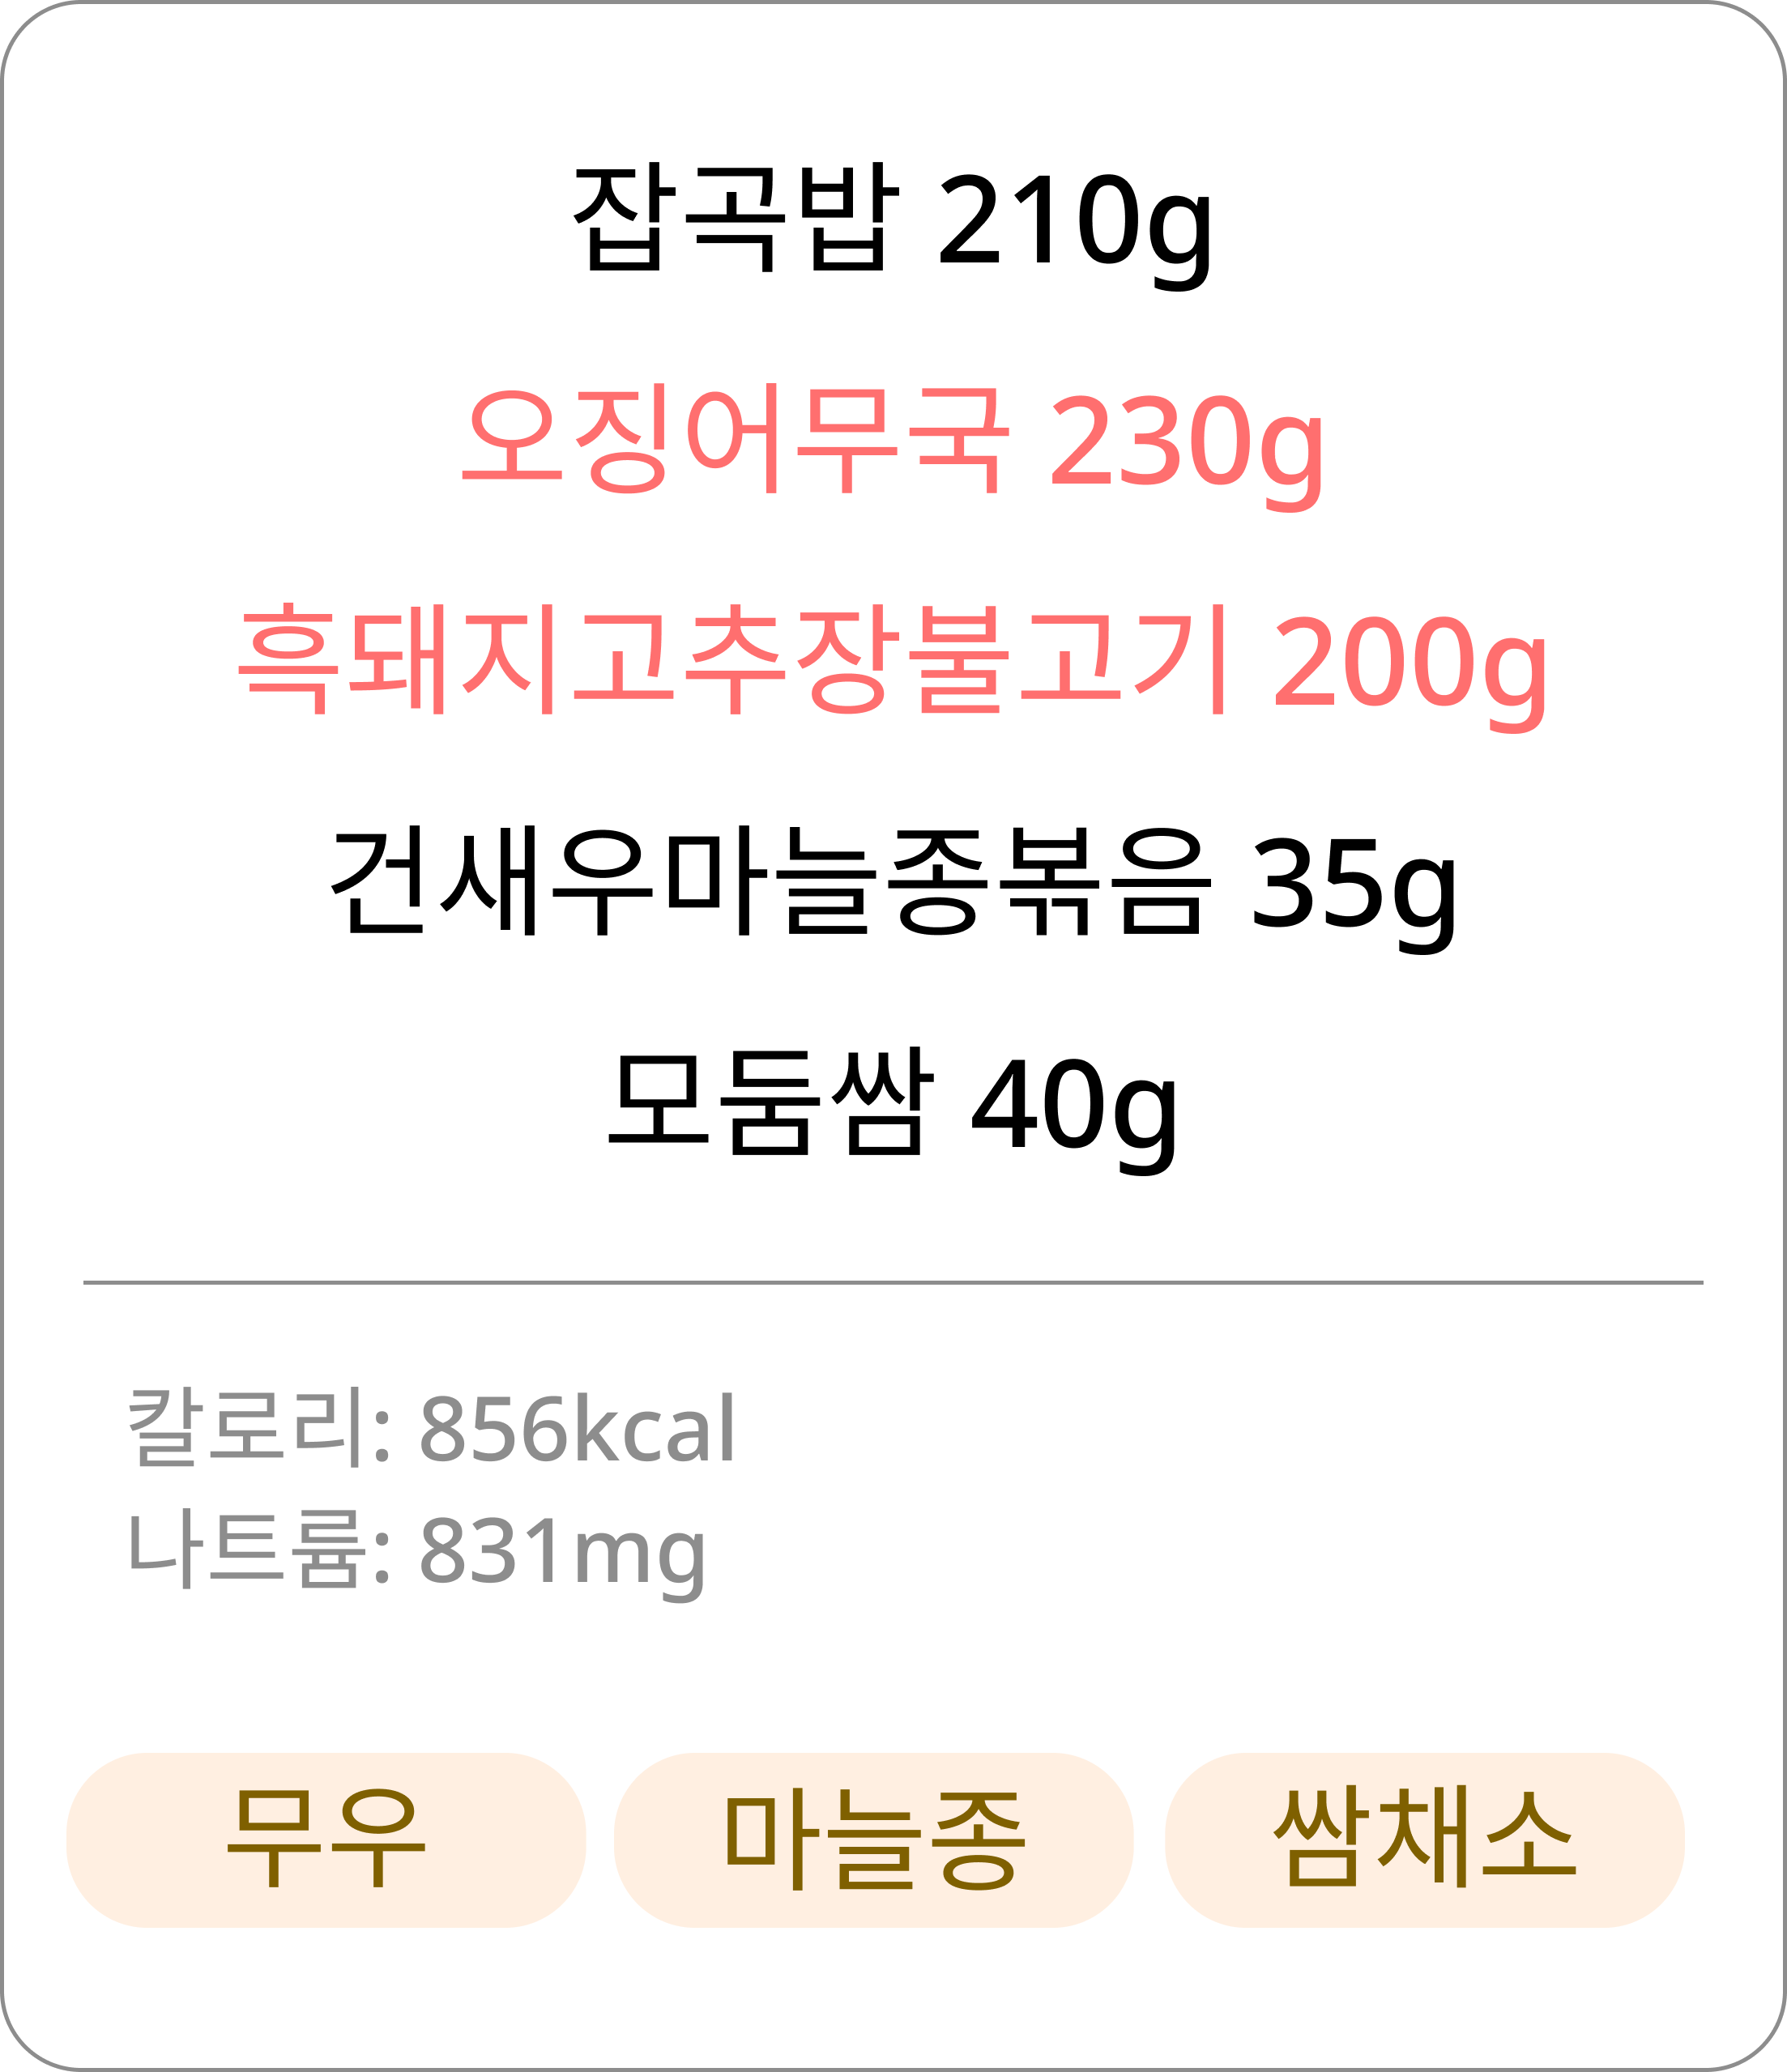 잡곡밥 210g
오징어무국 230g
흑돼지고추장불고기 200g
건새우마늘종볶음 35g
모둠쌈 40g
칼로리: 856kcal
나트륨: 831mg
무우 마늘종 쌈채소